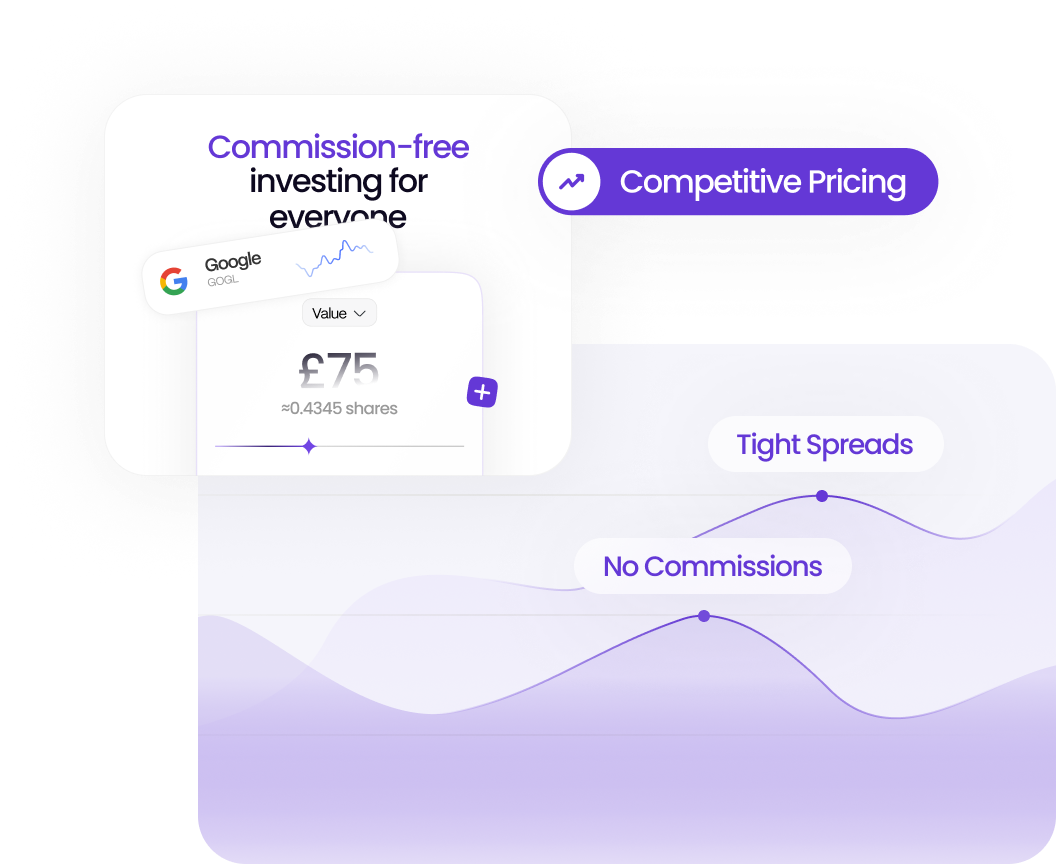 Commission-free
investing for
everyone
Google
GOGL
Value
£75
≈0.4345 shares
Competitive Pricing
Tight Spreads
No Commissions